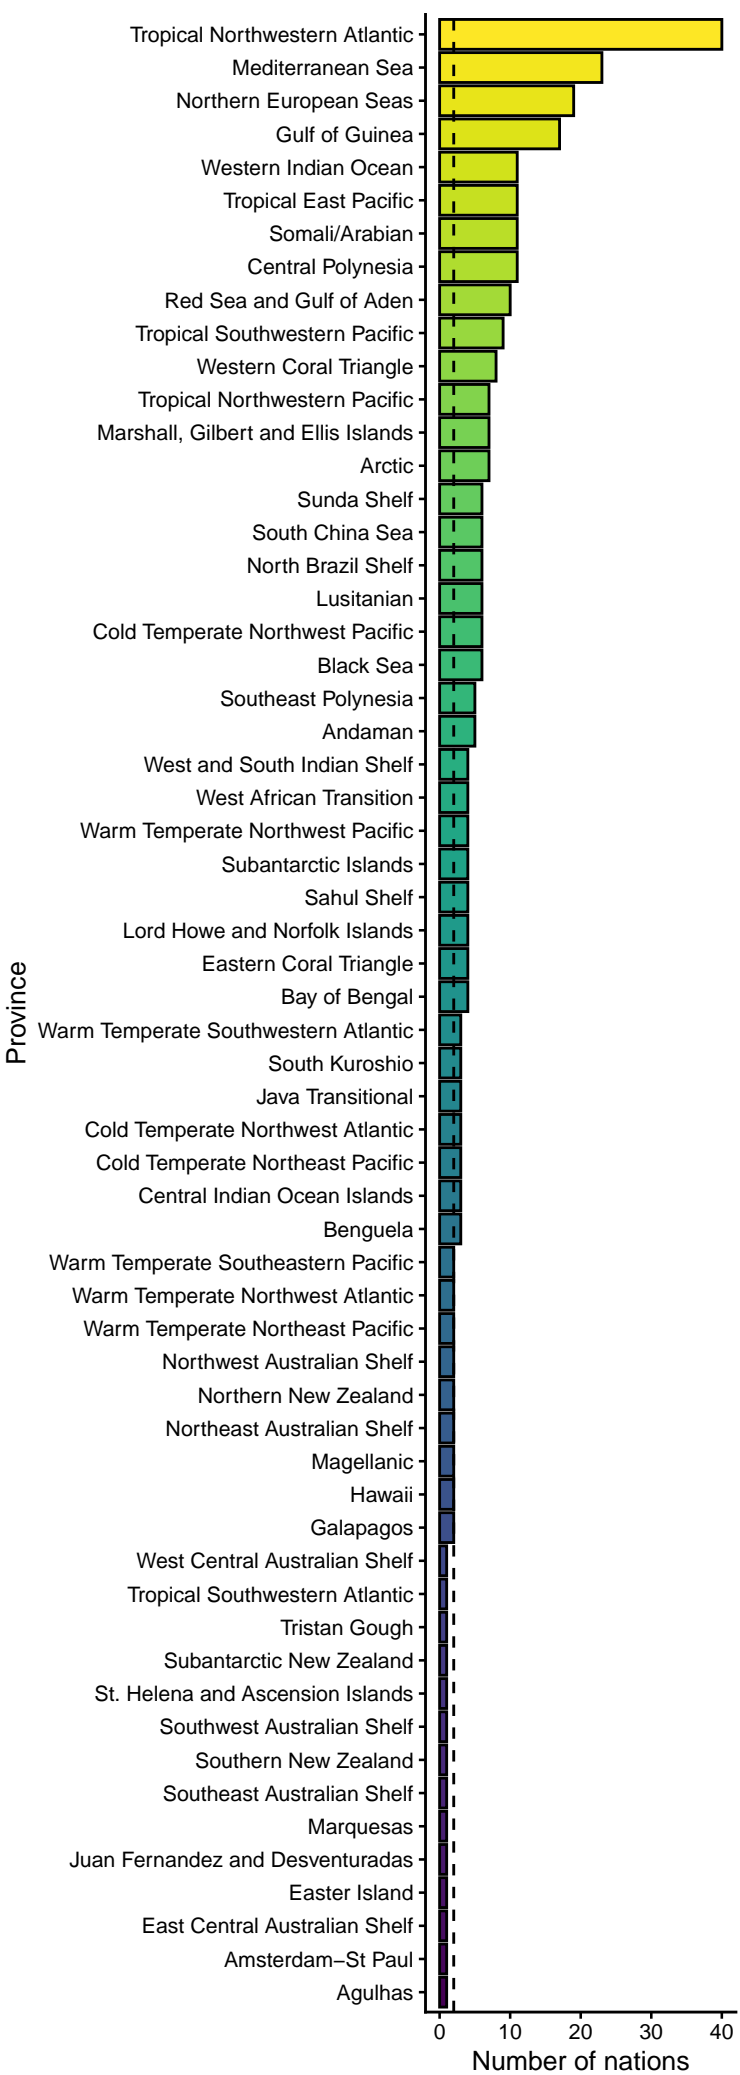 Tropical Northwestern Atlantic
Mediterranean Sea
Northern European Seas
Gulf of Guinea
Western Indian Ocean
Tropical East Pacific
Somali/Arabian
Central Polynesia
Red Sea and Gulf of Aden
Tropical Southwestern Pacific
Western Coral Triangle
Tropical Northwestern Pacific
Marshall, Gilbert and Ellis Islands
Arctic
Sunda Shelf
South China Sea
North Brazil Shelf
Lusitanian
Cold Temperate Northwest Pacific
Black Sea
Southeast Polynesia
Andaman
West and South Indian Shelf
West African Transition
Warm Temperate Northwest Pacific
Subantarctic Islands
Sahul Shelf
Lord Howe and Norfolk Islands
Eastern Coral Triangle
Bay of Bengal
Warm Temperate Southwestern Atlantic
South Kuroshio
Java Transitional
Cold Temperate Northwest Atlantic
Cold Temperate Northeast Pacific
Central Indian Ocean Islands
Benguela
Warm Temperate Southeastern Pacific
Warm Temperate Northwest Atlantic
Warm Temperate Northeast Pacific
Northwest Australian Shelf
Northern New Zealand
Northeast Australian Shelf
Magellanic
Hawaii
Galapagos
West Central Australian Shelf
Tropical Southwestern Atlantic
Tristan Gough
Subantarctic New Zealand
St. Helena and Ascension Islands
Southwest Australian Shelf
Southern New Zealand
Southeast Australian Shelf
Marquesas
Juan Fernandez and Desventuradas
Easter Island
East Central Australian Shelf
Amsterdam−St Paul
Agulhas
Province
0 10 20 30 40
Number of nations